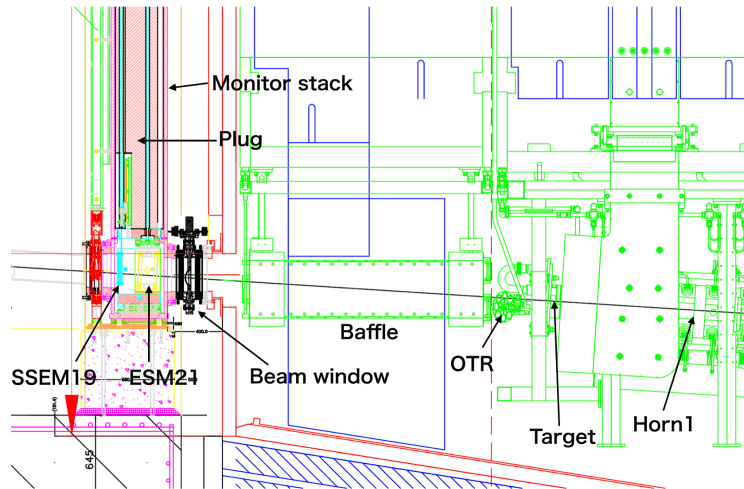 Monitor stack
Plug
Baffle
SSEM19
ESM21
Beam window
OTR
Target
Horn1
645